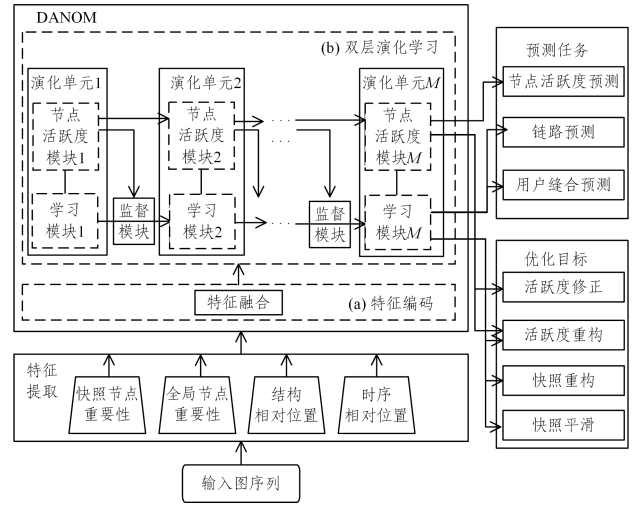 DANOM
(b) 双层演化学习
演化单元1
节点
活跃度
模块1
学习
模块1
监督
模块
演化单元2
节点
活跃度
模块2
学习
模块2
...
...
...
监督
模块
演化单元M
节点
活跃度
模块M
学习
模块M
特征融合
(a) 特征编码
特征
提取
快照节点
重要性
全局节点
重要性
结构
相对位置
时序
相对位置
输入图序列
预测任务
节点活跃度预测
链路预测
用户缝合预测
优化目标
活跃度修正
活跃度重构
快照重构
快照平滑